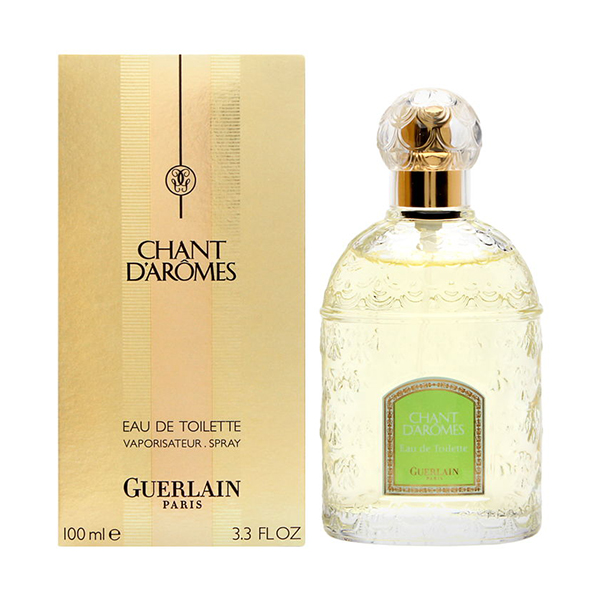 CHANT
D'ARÔMES
EAU DE TOILETTE
VAPORISATEUR . SPRAY
GUERLAIN
PARIS
100 ml e 3.3 FL OZ
CHANT
D'ARÔMES
Eau de Toilette
GUERLAIN
PARIS